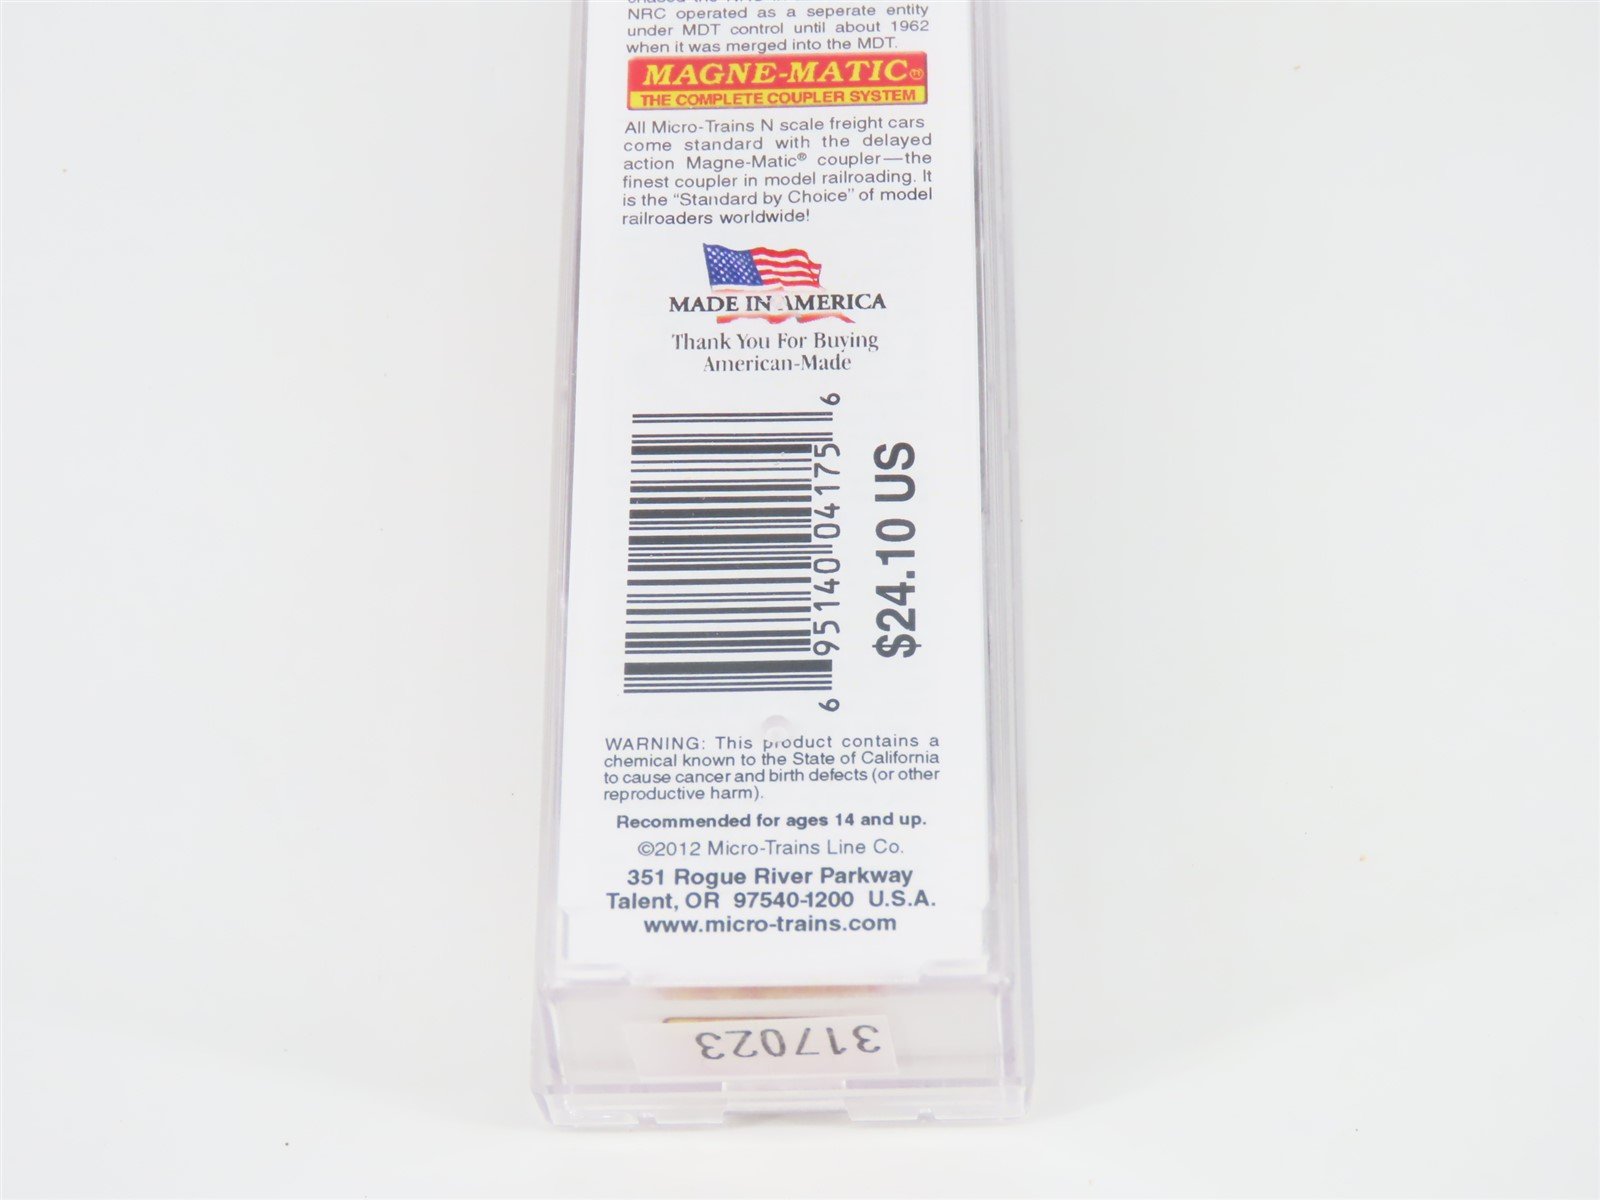 NRC operated as a seperate entity
under MDT control until about 1962
when it was merged into the MDT.
MAGNE-MATIC®
THE COMPLETE COUPLER SYSTEM
All Micro-Trains N scale freight cars
come standard with the delayed
action Magne-Matic® coupler—the
finest coupler in model railroading. It
is the “Standard by Choice” of model
railroaders worldwide!
MADE IN AMERICA
Thank You For Buying
American-Made
6 95140 04175 6
$24.10 US
WARNING: This product contains a
chemical known to the State of California
to cause cancer and birth defects (or other
reproductive harm).
Recommended for ages 14 and up.
©2012 Micro-Trains Line Co.
351 Rogue River Parkway
Talent, OR 97540-1200 U.S.A.
www.micro-trains.com
317023